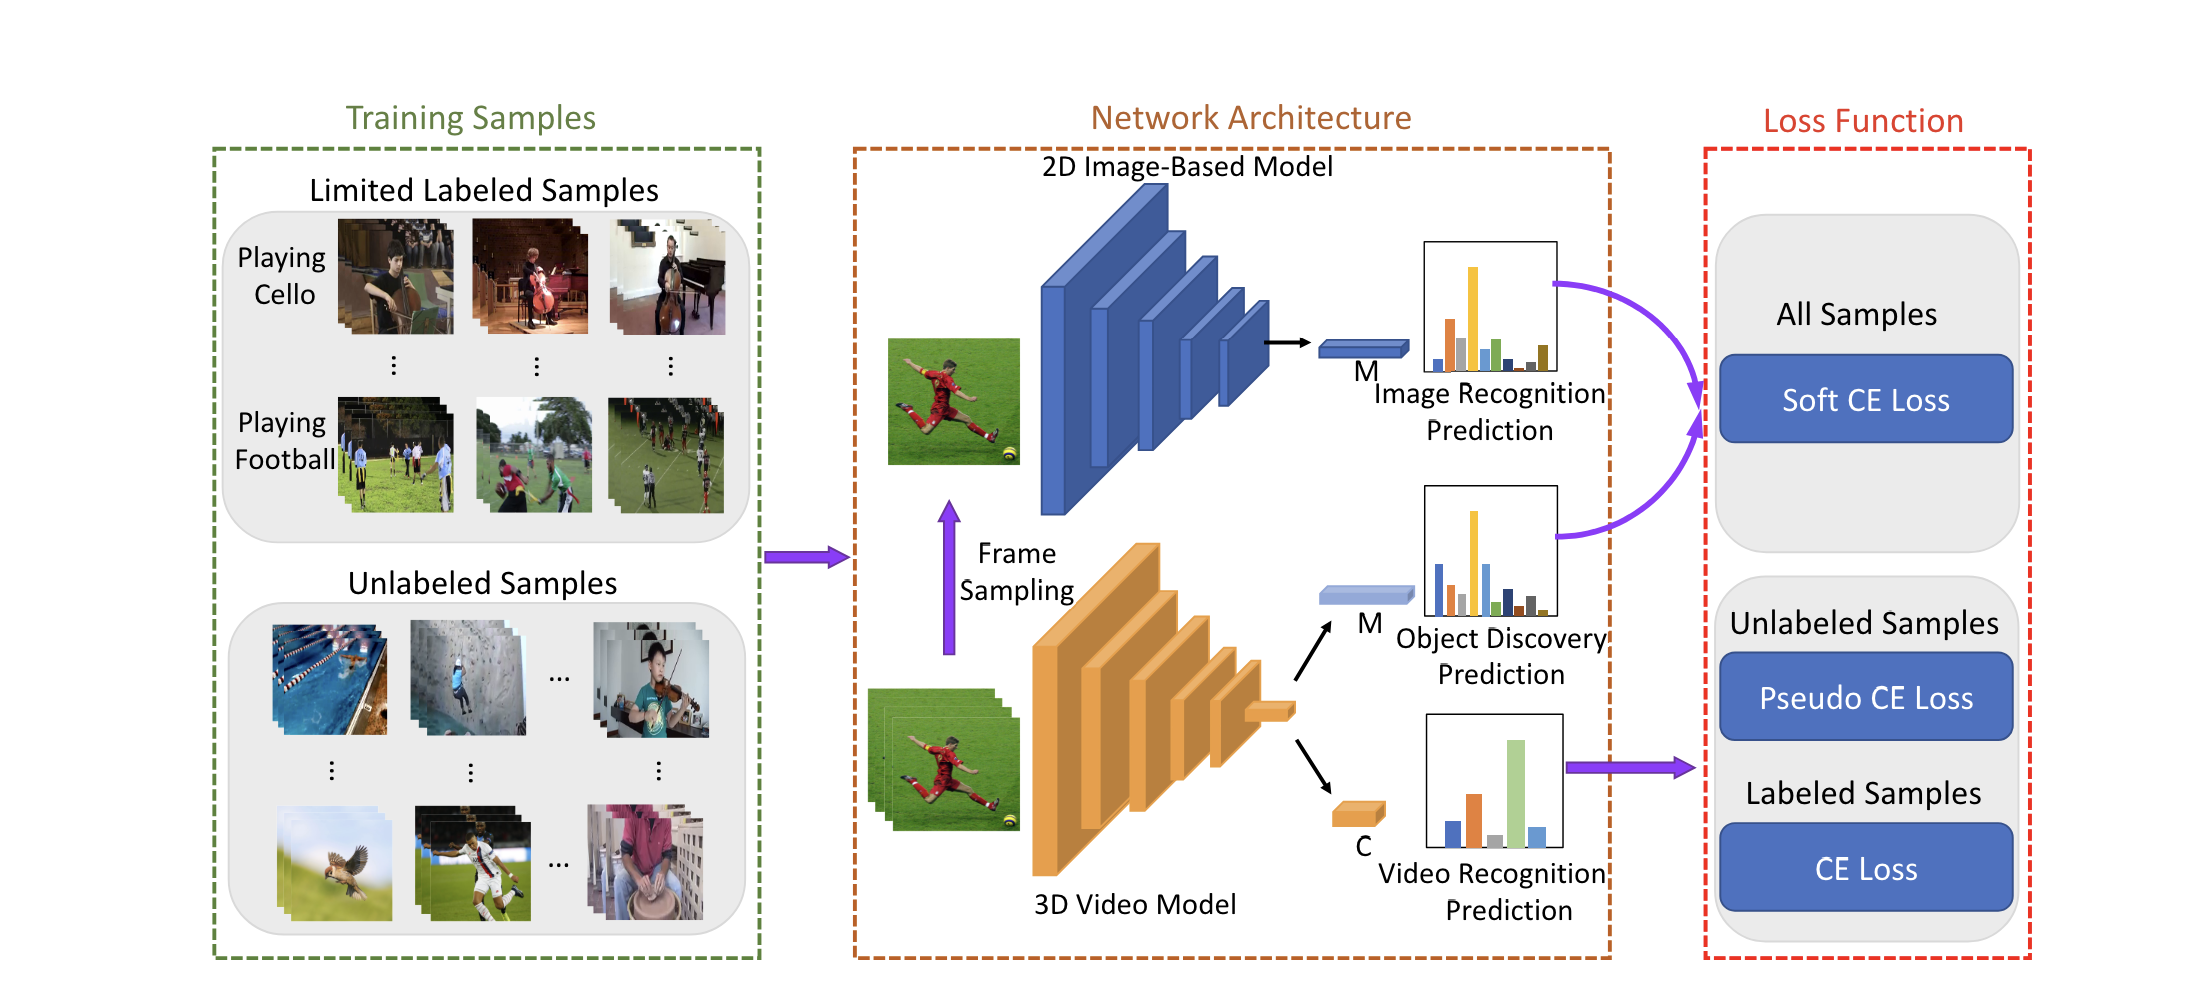 Training Samples
Limited Labeled Samples
Playing
Cello
Playing
Football
Unlabeled Samples
Network Architecture
2D Image-Based Model
M
Image Recognition
Prediction
Frame
Sampling
M
Object Discovery
Prediction
C
Video Recognition
Prediction
3D Video Model
Loss Function
All Samples
Soft CE Loss
Unlabeled Samples
Pseudo CE Loss
Labeled Samples
CE Loss